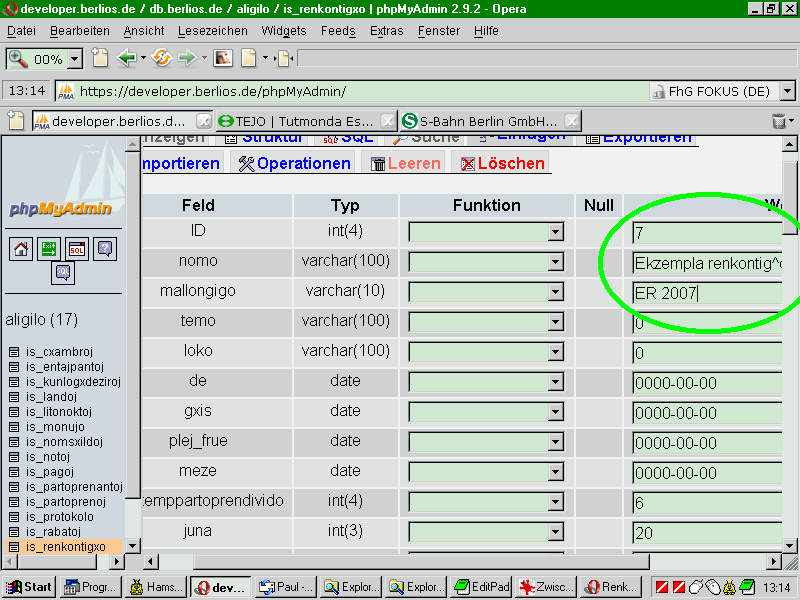 developer.berlios.de / db.berlios.de / aligilo / is_renkontigxo | phpMyAdmin 2.9.2 - Opera
Datei Bearbeiten Ansicht Lesezeichen Widgets Feeds Extras Fenster Hilfe
00%
13:14 PMA https://developer.berlios.de/phpMyAdmin/ FhG FOKUS (DE)
PMA developer.berlios.d... TEJO | Tutmonda Es... S-Bahn Berlin GmbH...
nzeigen Struktur SQL Suche Einfügen Exportieren
mportieren Operationen Leeren Löschen
phpMyAdmin
Exit SQL ?
SQL
aligilo (17)
is_cxambroj
is_entajpantoj
is_kunlogxdeziroj
is_landoj
is_litonoktoj
is_monujo
is_nomsxildoj
is_notoj
is_pagoj
is_partoprenantoj
is_partoprenoj
is_protokolo
is_rabatoj
is_renkontigxo
Feld Typ Funktion Null We
ID int(4) 7
nomo varchar(100) Ekzempla renkontig^o
mallongigo varchar(10) ER 2007
temo varchar(100) 0
loko varchar(100) 0
de date 0000-00-00
gxis date 0000-00-00
plej_frue date 0000-00-00
meze date 0000-00-00
temppartoprendivido int(4) 6
juna int(3) 20
Start Progr... Hams... dev... Paul -... Explor... Explor... EditPad Zwisc... Renk... 13:14